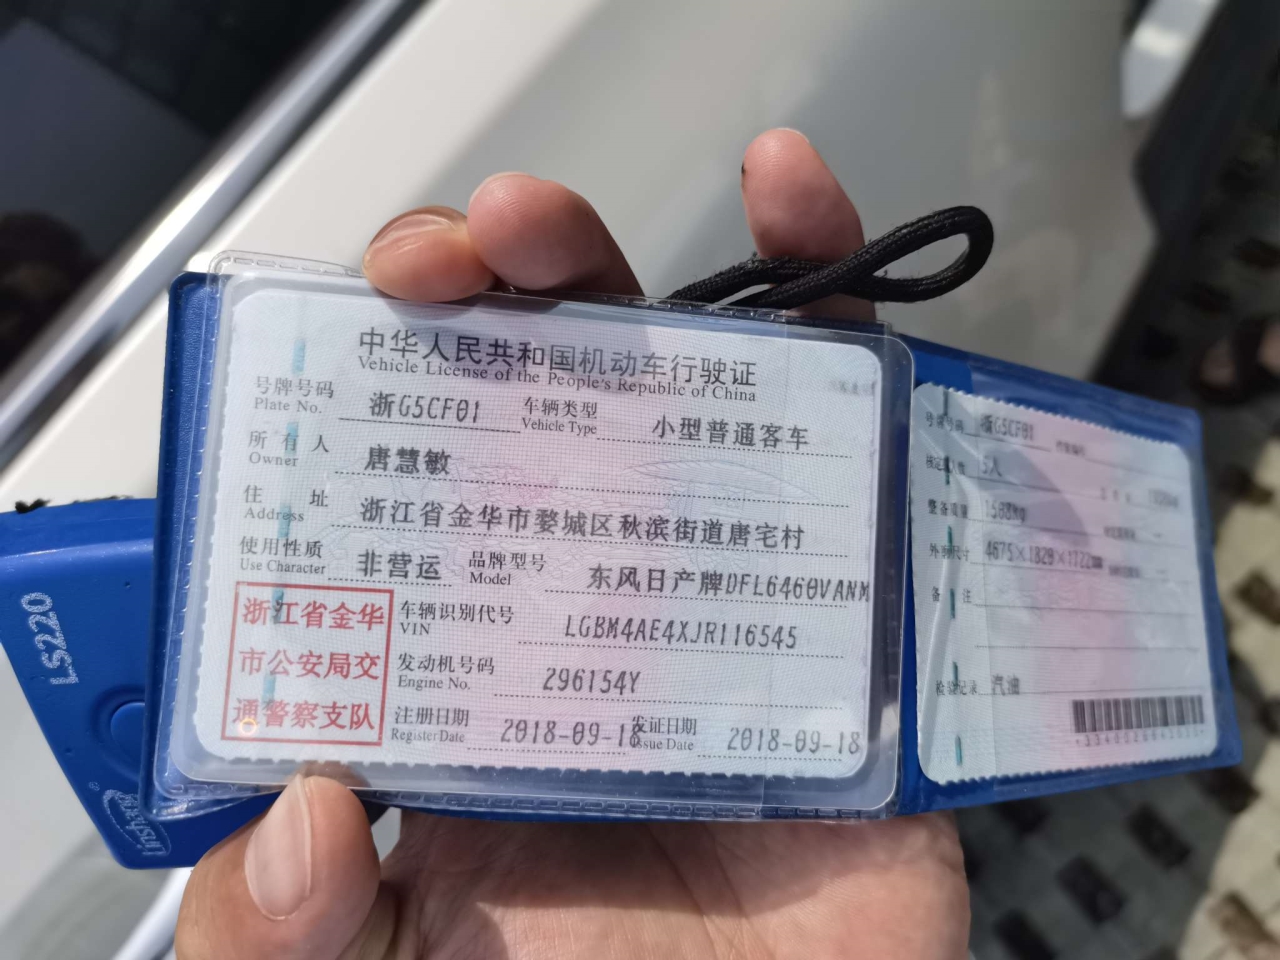 中华人民共和国机动车行驶证
Vehicle License of the People's Republic of China
号牌号码 浙G5CF01 车辆类型 小型普通客车
Plate No. Vehicle Type
所有人 唐慧敏
Owner
住址 浙江省金华市婺城区秋滨街道唐宅村
Address
使用性质 非营运 品牌型号 东风日产牌DFL6460VANM
Use Character Model
浙江省金华
市公安局交
通警察支队
车辆识别代号 LGBM4AE4XJR116545
VIN
发动机号码 296154Y
Engine No.
注册日期 2018-09-18 发证日期 2018-09-18
Register Date Issue Date
号牌号码 浙G5CF01
核定载人数 5人
整备质量 1588kg
外廓尺寸 4675×1829×1722mm
备注
检验记录 汽油
LS220
linshang